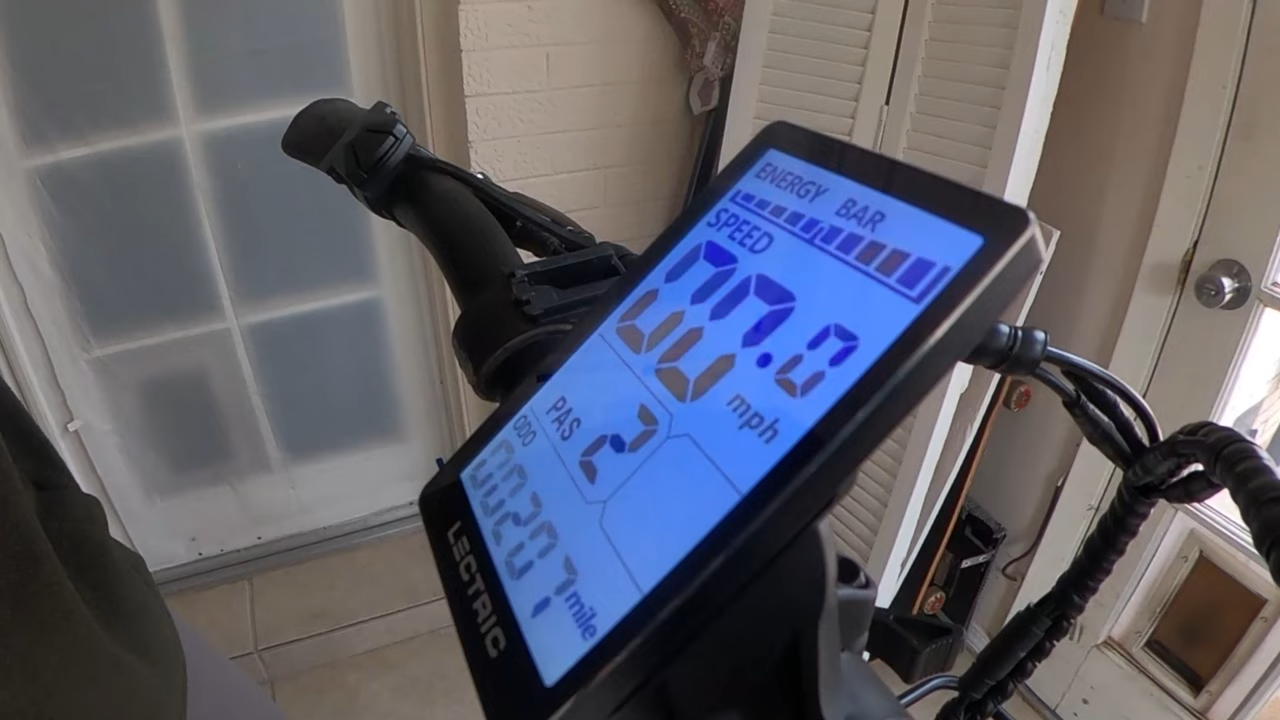 ENERGY BAR
SPEED
00.0
mph
PAS 2
ODO
00207 mile
LECTRIC